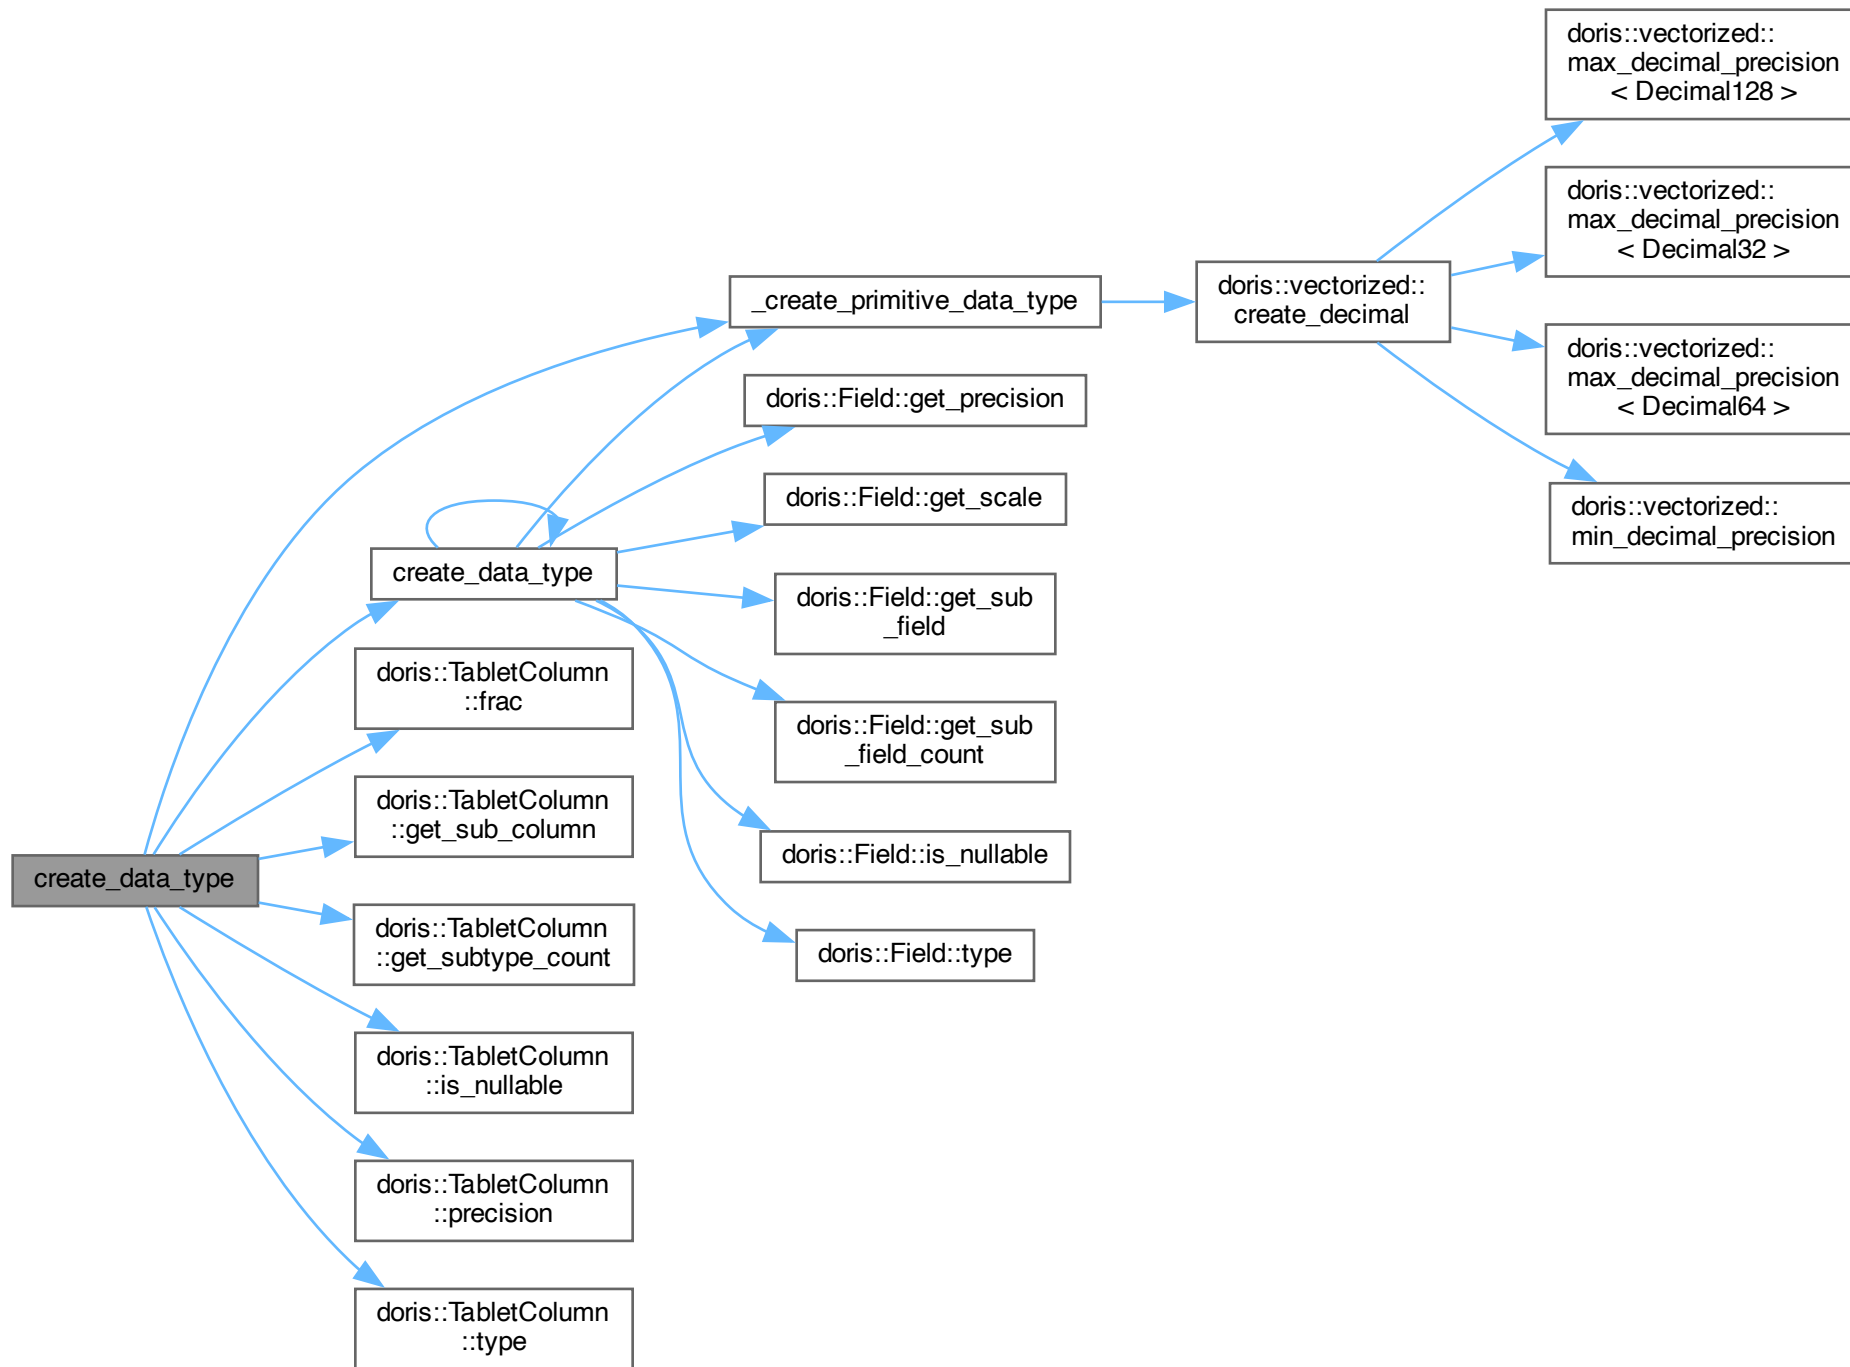 create_data_type
_create_primitive_data_type
create_data_type
doris::TabletColumn
::frac
doris::TabletColumn
::get_sub_column
doris::TabletColumn
::get_subtype_count
doris::TabletColumn
::is_nullable
doris::TabletColumn
::precision
doris::TabletColumn
::type
doris::Field::get_precision
doris::Field::get_scale
doris::Field::get_sub
_field
doris::Field::get_sub
_field_count
doris::Field::is_nullable
doris::Field::type
doris::vectorized::
create_decimal
doris::vectorized::
max_decimal_precision
< Decimal128 >
doris::vectorized::
max_decimal_precision
< Decimal32 >
doris::vectorized::
max_decimal_precision
< Decimal64 >
doris::vectorized::
min_decimal_precision